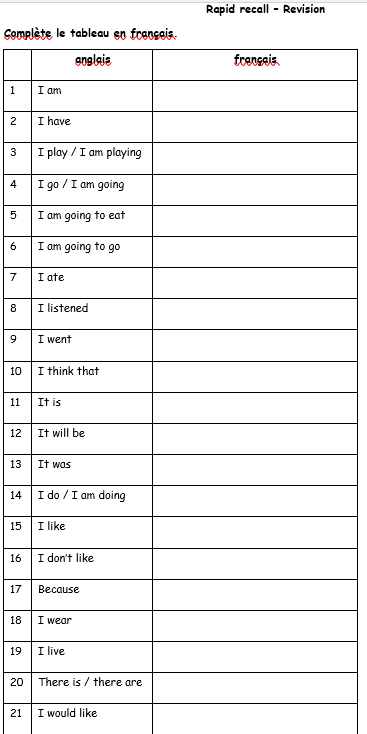 Rapid recall – Revision
Complète le tableau en français.
anglais français
1 I am
2 I have
3 I play / I am playing
4 I go / I am going
5 I am going to eat
6 I am going to go
7 I ate
8 I listened
9 I went
10 I think that
11 It is
12 It will be
13 It was
14 I do / I am doing
15 I like
16 I don't like
17 Because
18 I wear
19 I live
20 There is / there are
21 I would like